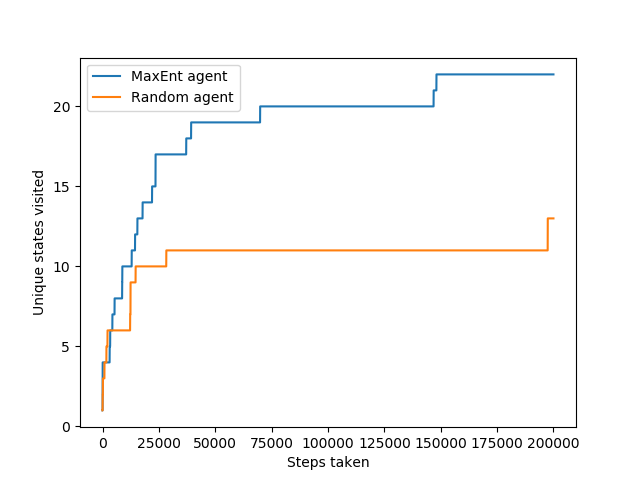 MaxEnt agent
Random agent
Unique states visited
20
15
10
5
0
0 25000 50000 75000 100000 125000 150000 175000 200000
Steps taken